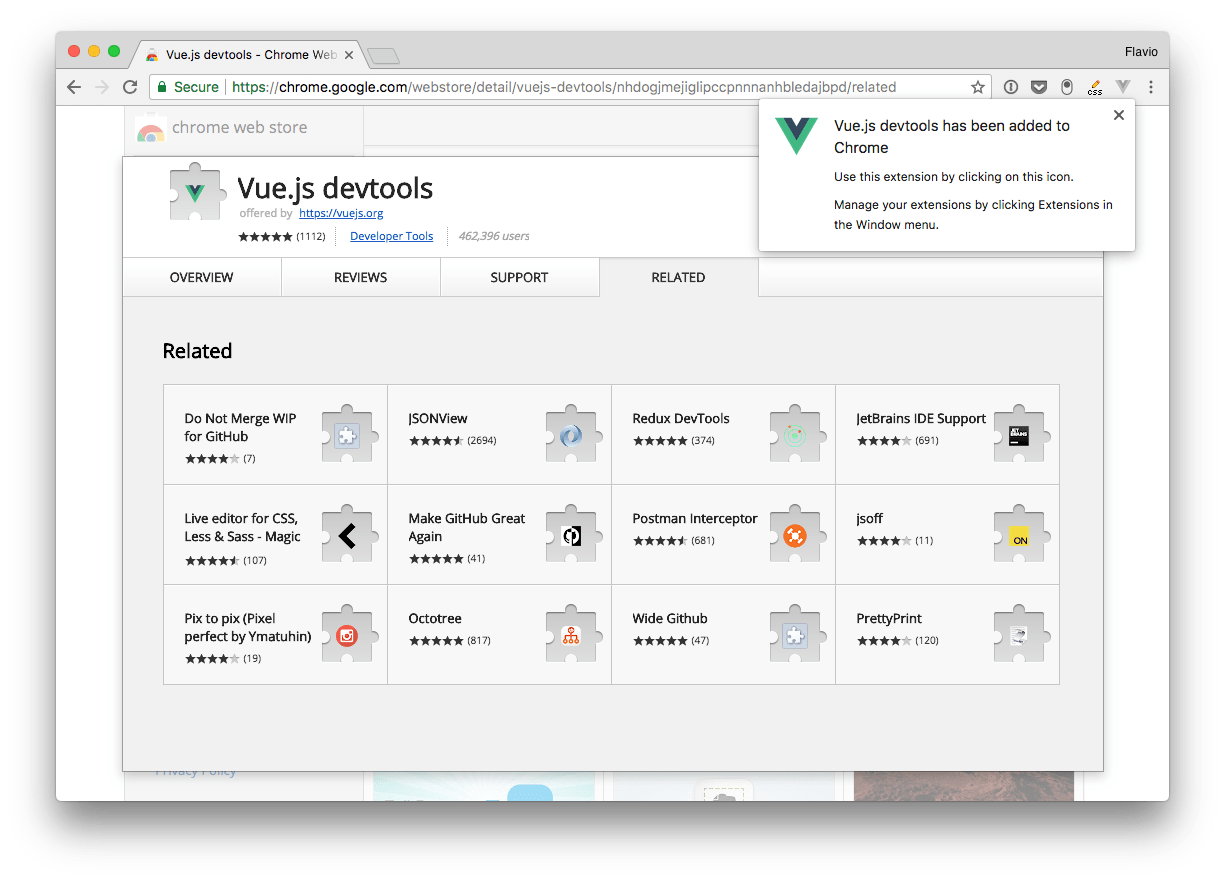 Vue.js devtools - Chrome Web
Flavio
Secure
https://chrome.google.com/webstore/detail/vuejs-devtools/nhdogjmejiglipccpnnnanhbledajbpd/related
css
chrome web store
Vue.js devtools has been added to
Chrome
Use this extension by clicking on this icon.
Manage your extensions by clicking Extensions in
the Window menu.
Vue.js devtools
offered by https://vuejs.org
(1112)
Developer Tools
462,396 users
OVERVIEW
REVIEWS
SUPPORT
RELATED
Related
Do Not Merge WIP
for GitHub
(7)
JSONView
(2694)
Redux DevTools
(374)
JetBrains IDE Support
(691)
JET
BRAINS
Live editor for CSS,
Less & Sass - Magic
(107)
Make GitHub Great
Again
(41)
Postman Interceptor
(681)
jsoff
(11)
ON
Pix to pix (Pixel
perfect by Ymatuhin)
(19)
Octotree
(817)
Wide Github
(47)
PrettyPrint
(120)
Privacy Policy